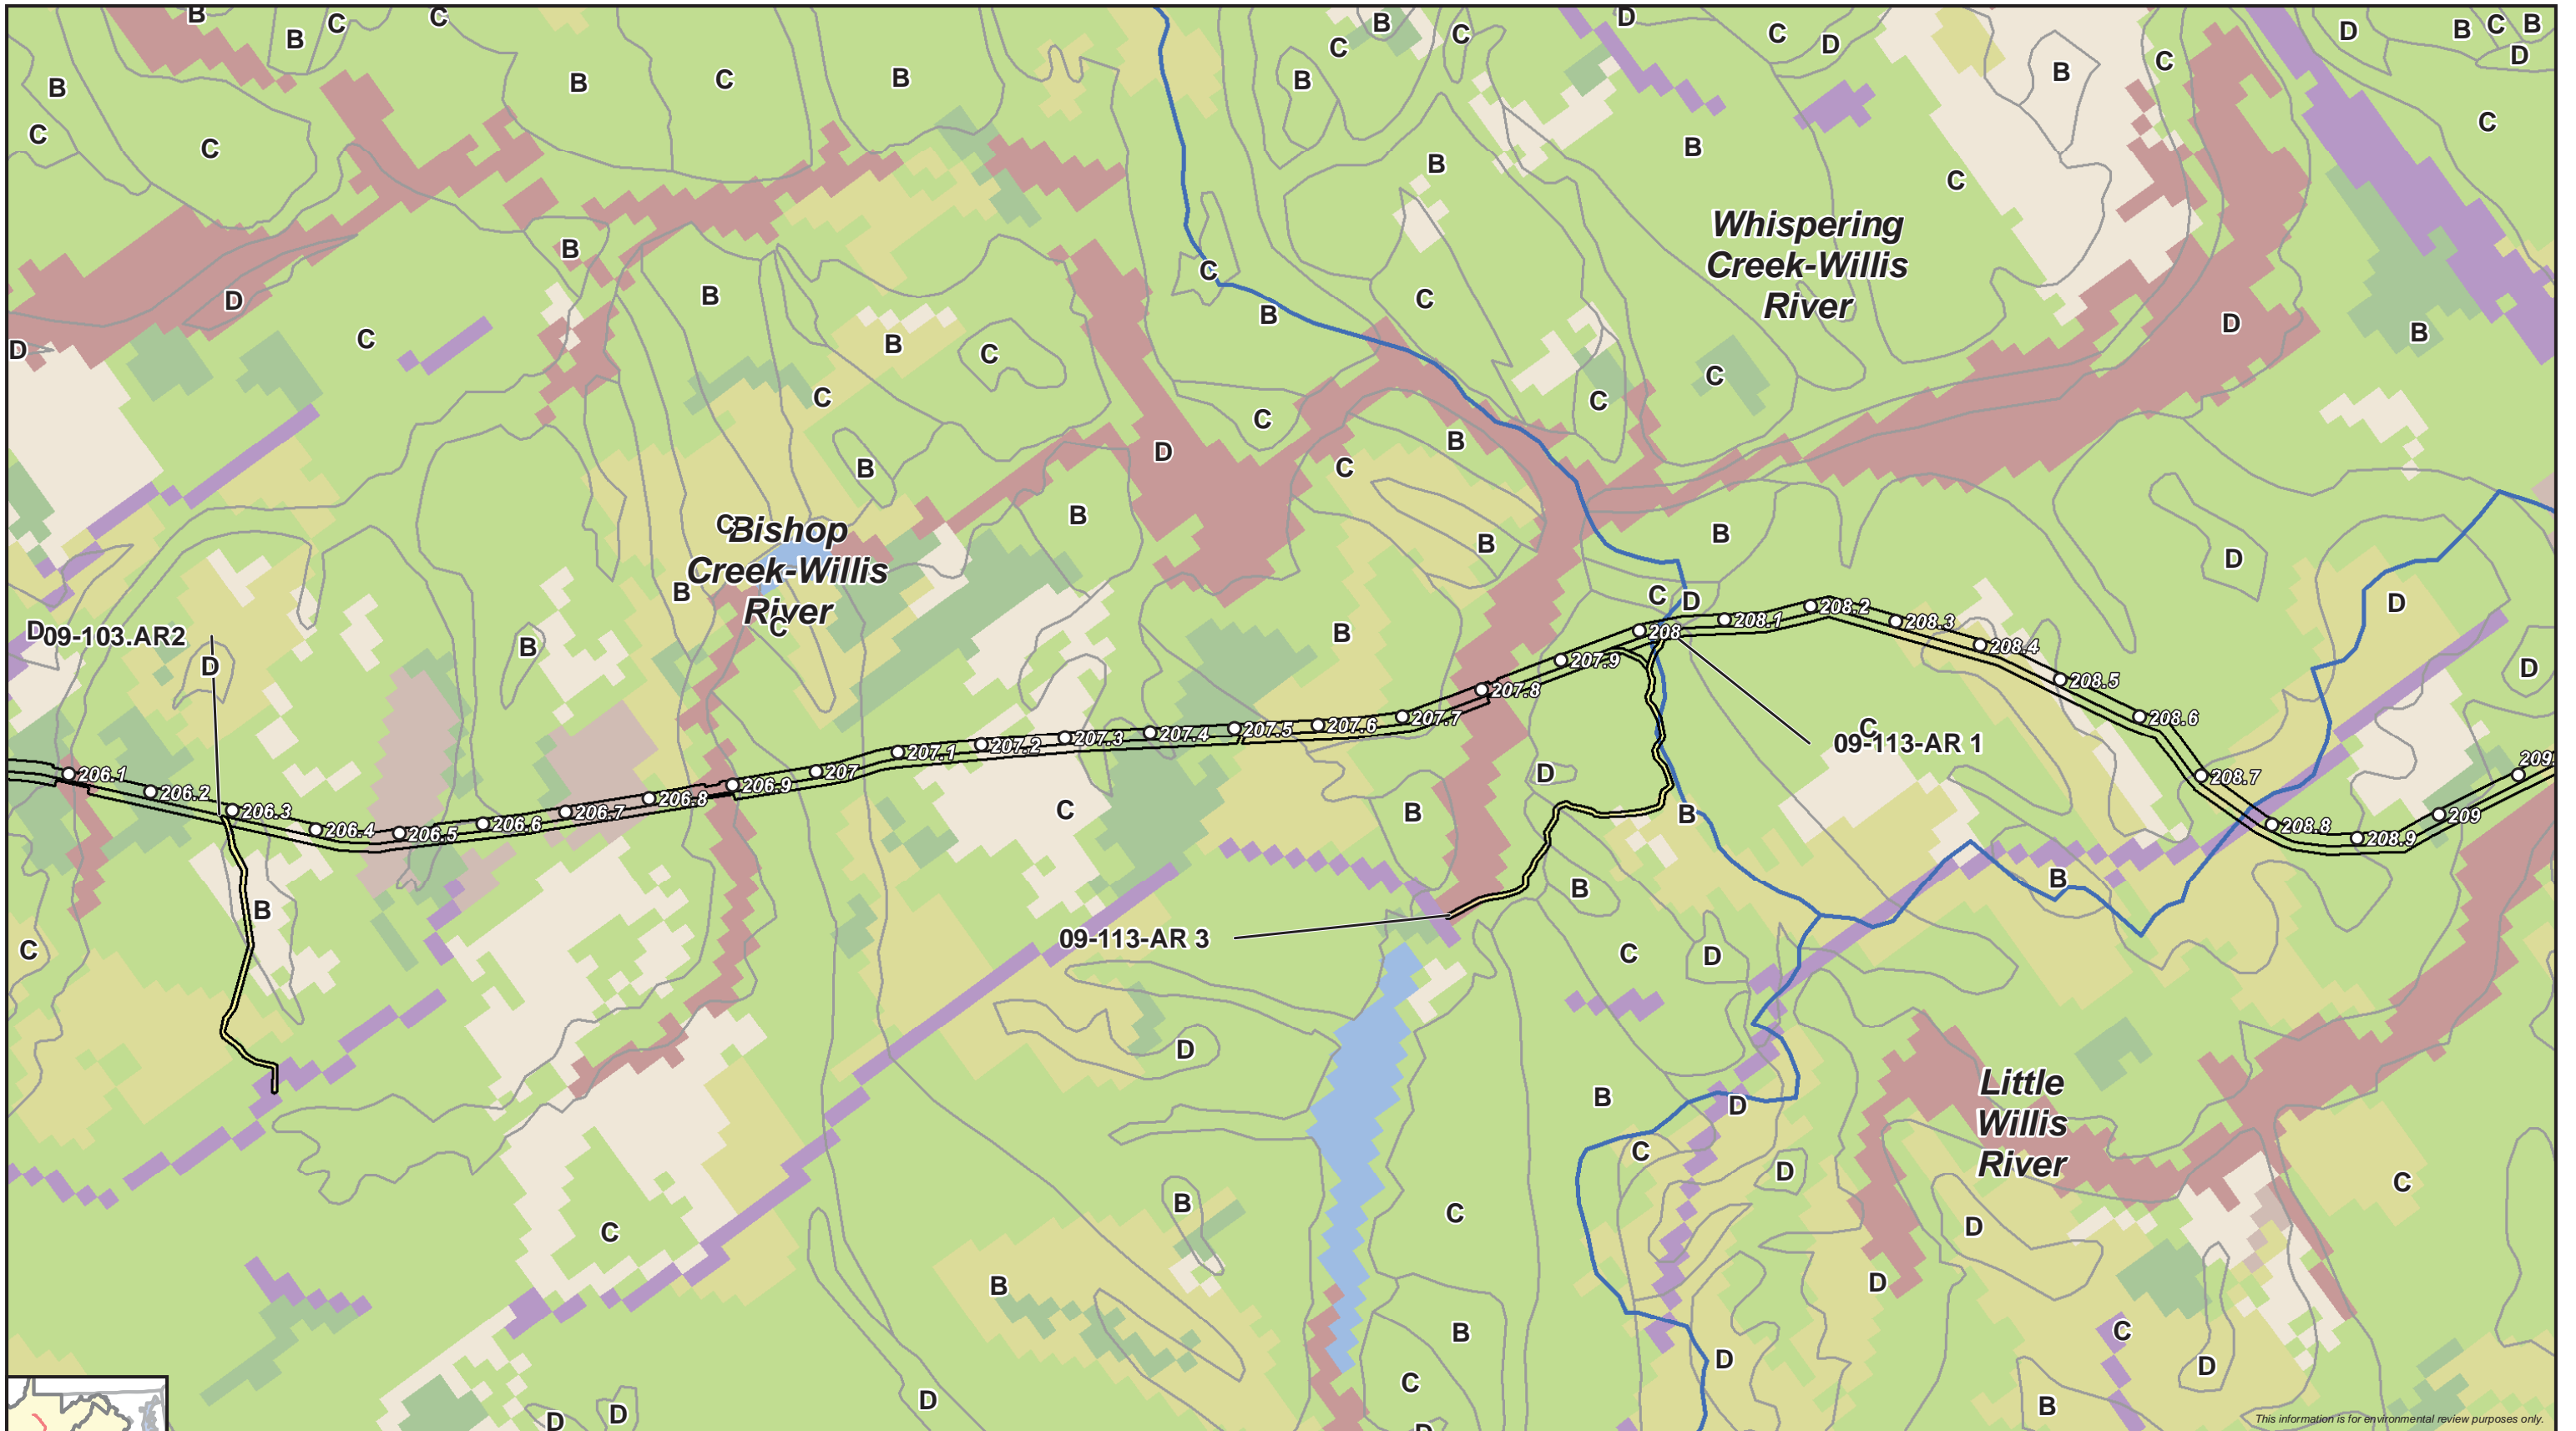 B
B
C
C
B
C
C
D
C
D
D
B
C
B
D
B
C
B
C
B
B
C
B
C
C
C
B
B
C
Whispering
Creek-Willis
River
B
D
C
D
B
C
C
B
C
B
C
B
C
D
B
D
C
B
D
C
B
C
B
B
B
C
Bishop
Creek-Willis
River
C
B
D
09-103.AR2
D
B
B
C
D
D
D
206.1
206.2
206.3
206.4
206.5
206.6
206.7
206.8
206.9
207
207.1
207.2
207.3
207.4
207.5
207.6
207.7
207.8
207.9
208
208.1
208.2
208.3
208.4
208.5
208.6
208.7
208.8
208.9
209
C
09-113-AR 1
D
C
B
B
B
B
B
C
09-113-AR 3
C
D
D
B
D
C
D
Little
Willis
River
B
C
C
C
D
B
D
B
C
D
D
C
D
D
D
B
This information is for environmental review purposes only.